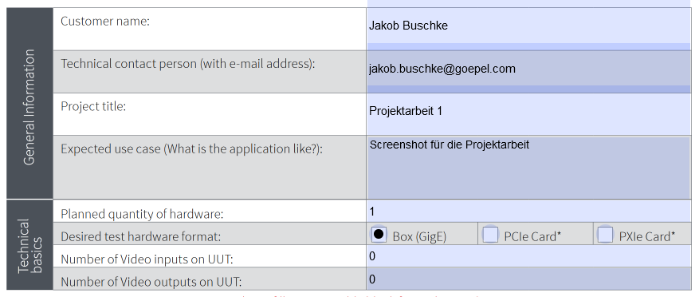 General Information
Customer name:
Jakob Buschke
Technical contact person (with e-mail address):
jakob.buschke@goepel.com
Project title:
Projektarbeit 1
Expected use case (What is the application like?):
Screenshot für die Projektarbeit
Technical
basics
Planned quantity of hardware:
1
Desired test hardware format:
Box (GigE) PCIe Card* PXIe Card*
Number of Video inputs on UUT:
0
Number of Video outputs on UUT:
0